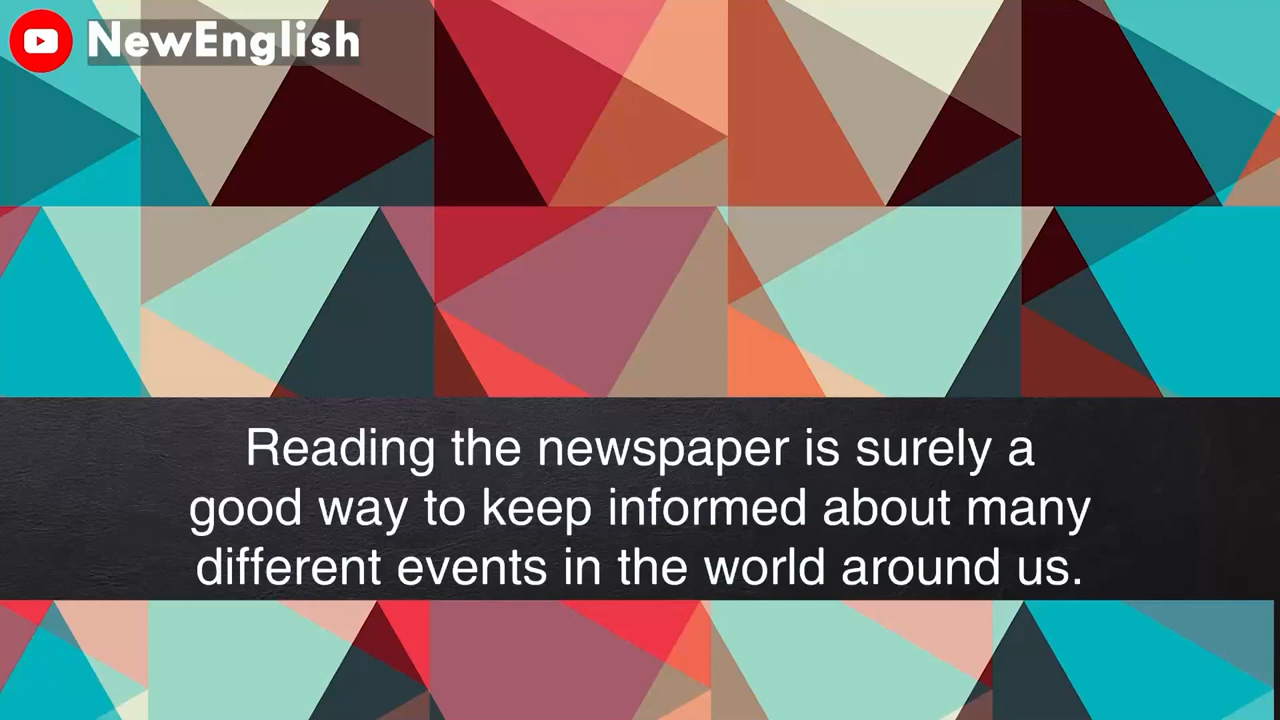 NewEnglish
Reading the newspaper is surely a
good way to keep informed about many
different events in the world around us.